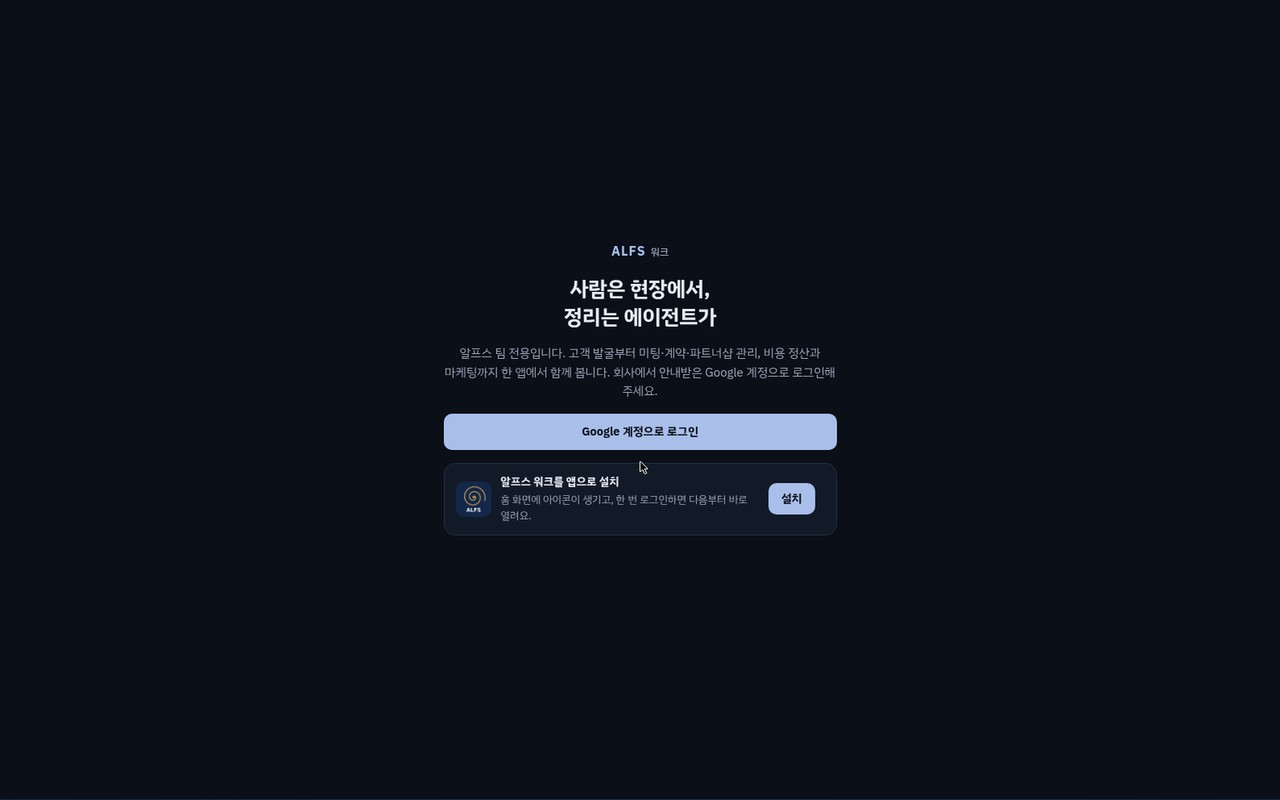 ALFS 워크
사람은 현장에서,
정리는 에이전트가
알프스 팀 전용입니다. 고객 발굴부터 미팅·계약·파트너샵 관리, 비용 정산과
마케팅까지 한 앱에서 함께 봅니다. 회사에서 안내받은 Google 계정으로 로그인해
주세요.
Google 계정으로 로그인
알프스 워크를 앱으로 설치
홈 화면에 아이콘이 생기고, 한 번 로그인하면 다음부터 바로
열려요.
ALFS
설치